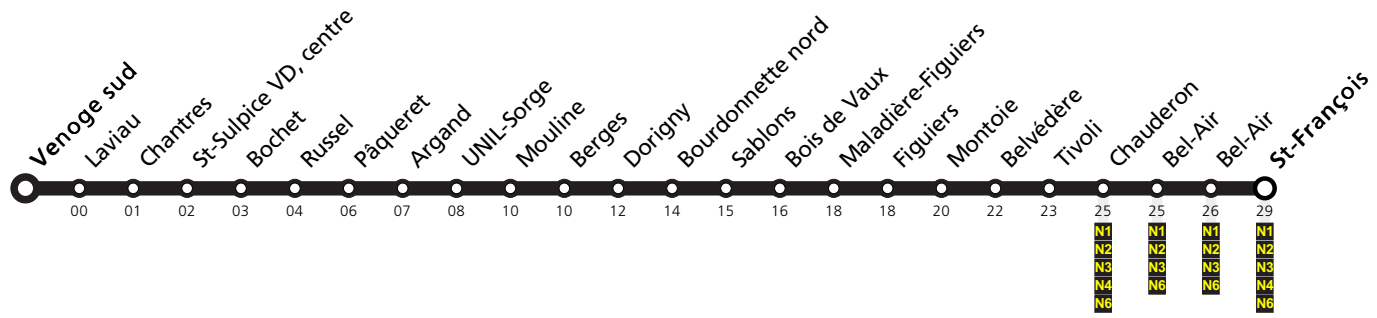 Venoge sud
Laviau
Chantres
St-Sulpice VD, centre
Bochet
Russel
Pâqueret
Argand
UNIL-Sorge
Mouline
Berges
Dorigny
Bourdonnette nord
Sablons
Bois de Vaux
Maladière-Figuiers
Figuiers
Montoie
Belvédère
Tivoli
Chauderon
Bel-Air
Bel-Air
St-François
00 01 02 03 04 06 07 08 10 10 12 14 15 16 18 18 20 22 23 25 25 26 29
N1 N1 N1 N1
N2 N2 N2 N2
N3 N3 N3 N3
N4 N6 N6 N4
N6 N6